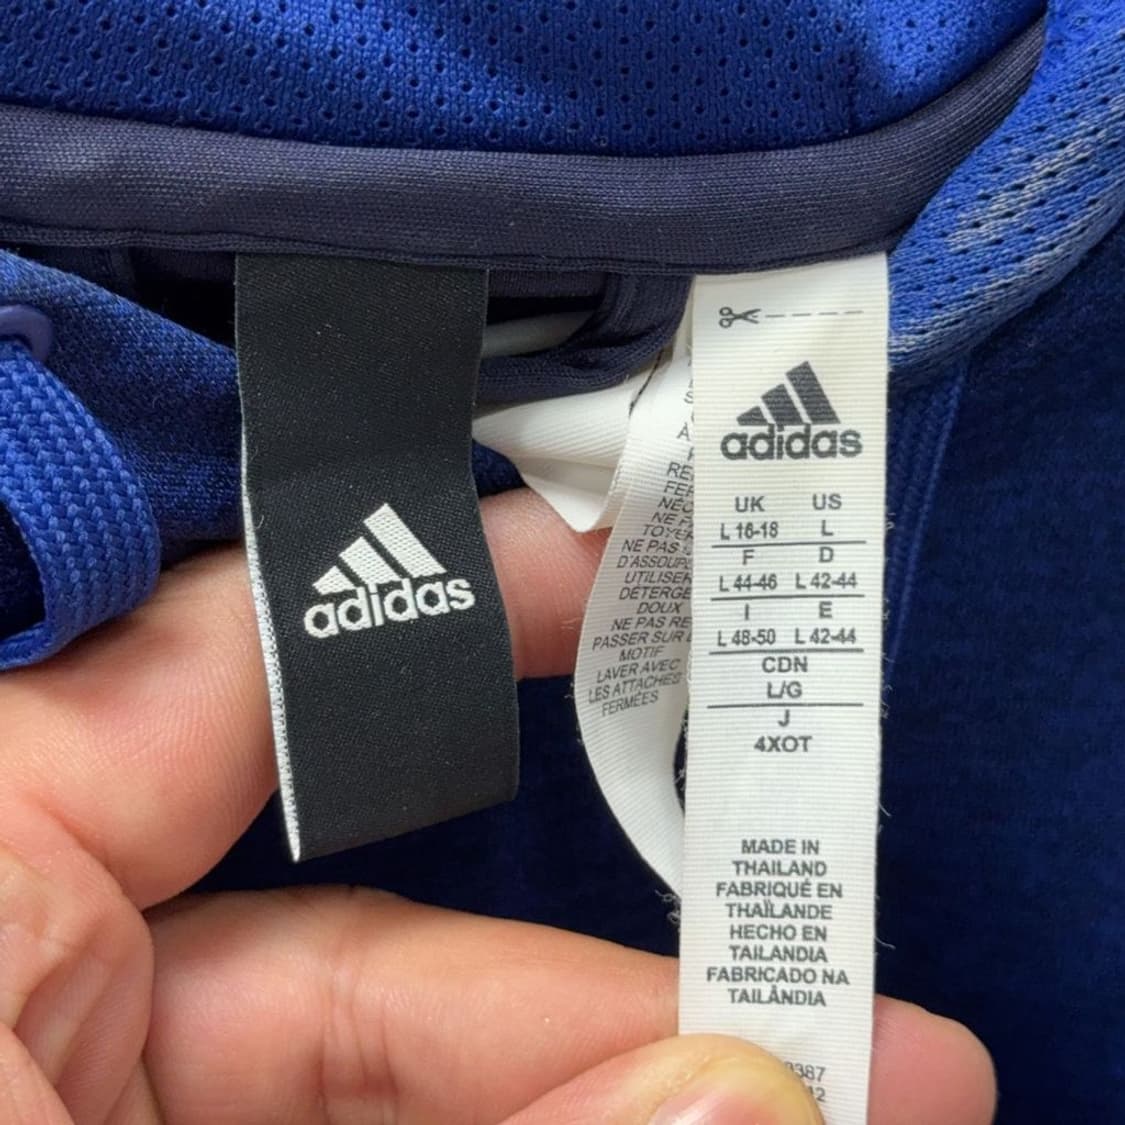 adidas
NE PAS
D'ASSOUPL
UTILISER
DÉTERGE
DOUX
NE PAS RE
PASSER SUR L
MOTIF
LAVER AVEC
LES ATTACHES
FERMÉES
adidas
UK US
L 16-18 L
F D
L 44-46 L 42-44
I E
L 48-50 L 42-44
CDN
L/G
J
4XOT
MADE IN
THAILAND
FABRIQUÉ EN
THAÏLANDE
HECHO EN
TAILANDIA
FABRICADO NA
TAILÂNDIA